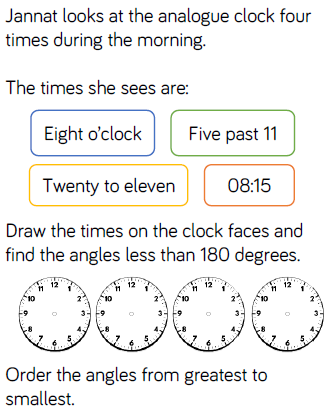 Jannat looks at the analogue clock four
times during the morning.
The times she sees are:
Eight o'clock Five past 11
Twenty to eleven 08:15
Draw the times on the clock faces and
find the angles less than 180 degrees.
12 1 2 3 4 5 6 7 8 9 10 11
12 1 2 3 4 5 6 7 8 9 10 11
12 1 2 3 4 5 6 7 8 9 10 11
12 1 2 3 4 5 6 7 8 9 10 11
Order the angles from greatest to
smallest.